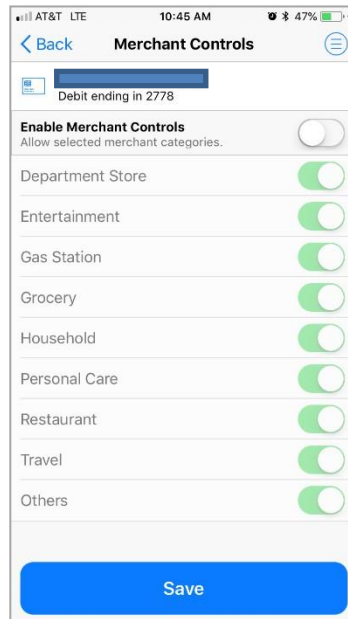 AT&T LTE 10:45 AM 47%
Back Merchant Controls
Debit ending in 2778
Enable Merchant Controls
Allow selected merchant categories.
Department Store
Entertainment
Gas Station
Grocery
Household
Personal Care
Restaurant
Travel
Others
Save